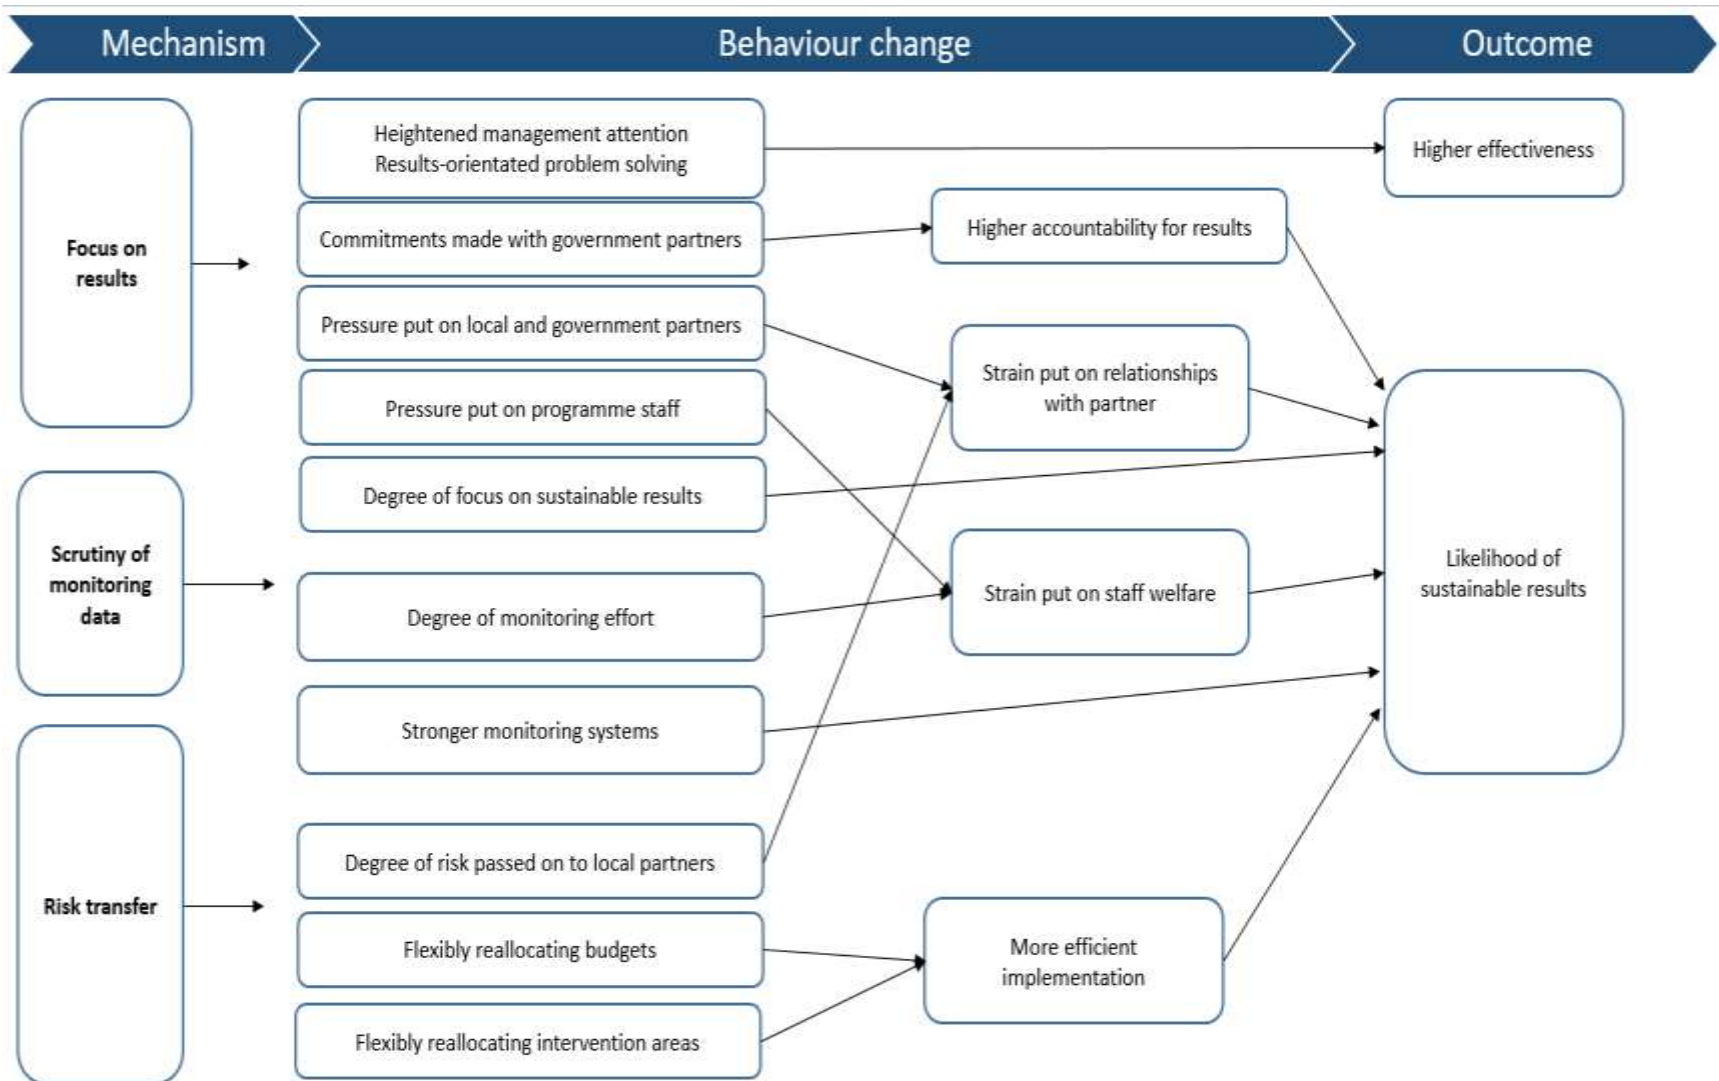 Mechanism
Behaviour change
Outcome
Focus on
results
Scrutiny of
monitoring
data
Risk transfer
Heightened management attention
Results-orientated problem solving
Commitments made with government partners
Pressure put on local and government partners
Pressure put on programme staff
Degree of focus on sustainable results
Degree of monitoring effort
Stronger monitoring systems
Degree of risk passed on to local partners
Flexibly reallocating budgets
Flexibly reallocating intervention areas
Higher accountability for results
Strain put on relationships
with partner
Strain put on staff welfare
More efficient
implementation
Higher effectiveness
Likelihood of
sustainable results